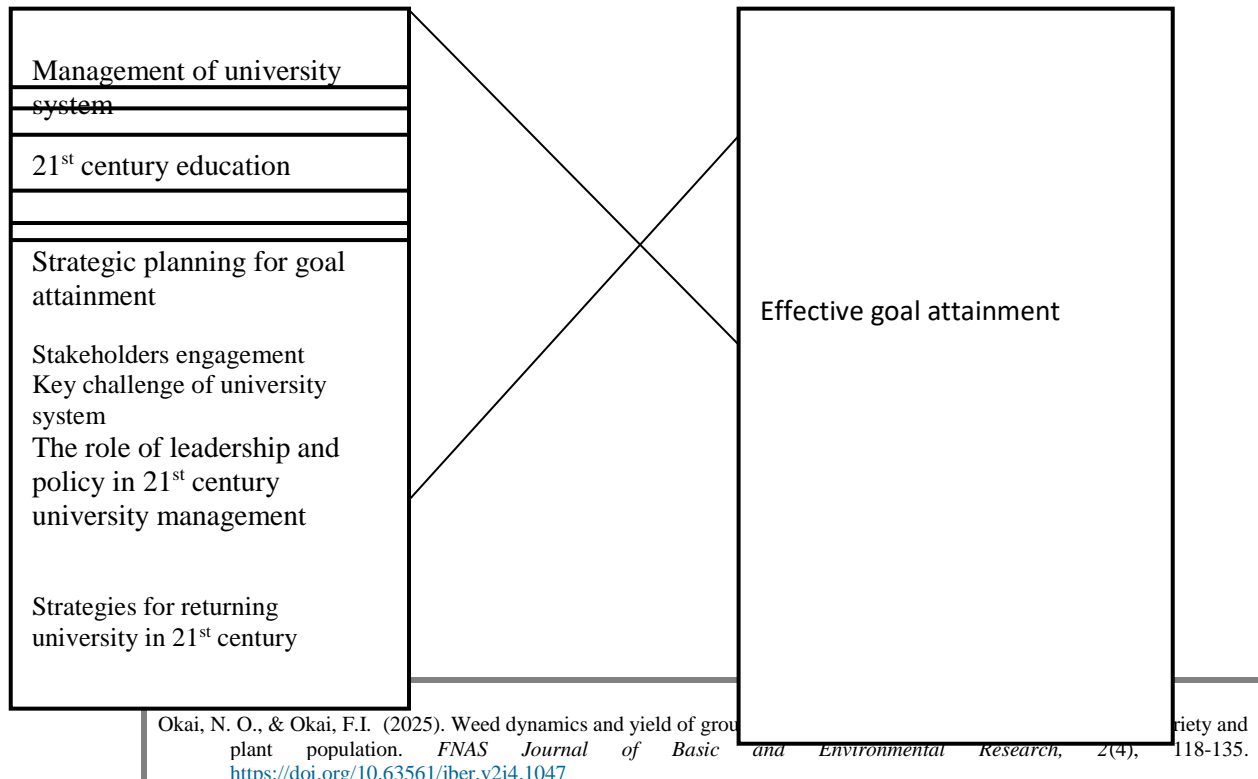 Management of university
system
21st century education
Strategic planning for goal
attainment
Stakeholders engagement
Key challenge of university
system
The role of leadership and
policy in 21st century
university management
Strategies for returning
university in 21st century
Effective goal attainment
Okai, N. O., & Okai, F.I. (2025). Weed dynamics and yield of and
plant population. FNAS Journal of Basic and Environmental Research, 2(4), 118-135.
https://doi.org/10.63561/jber.v2i4.1047